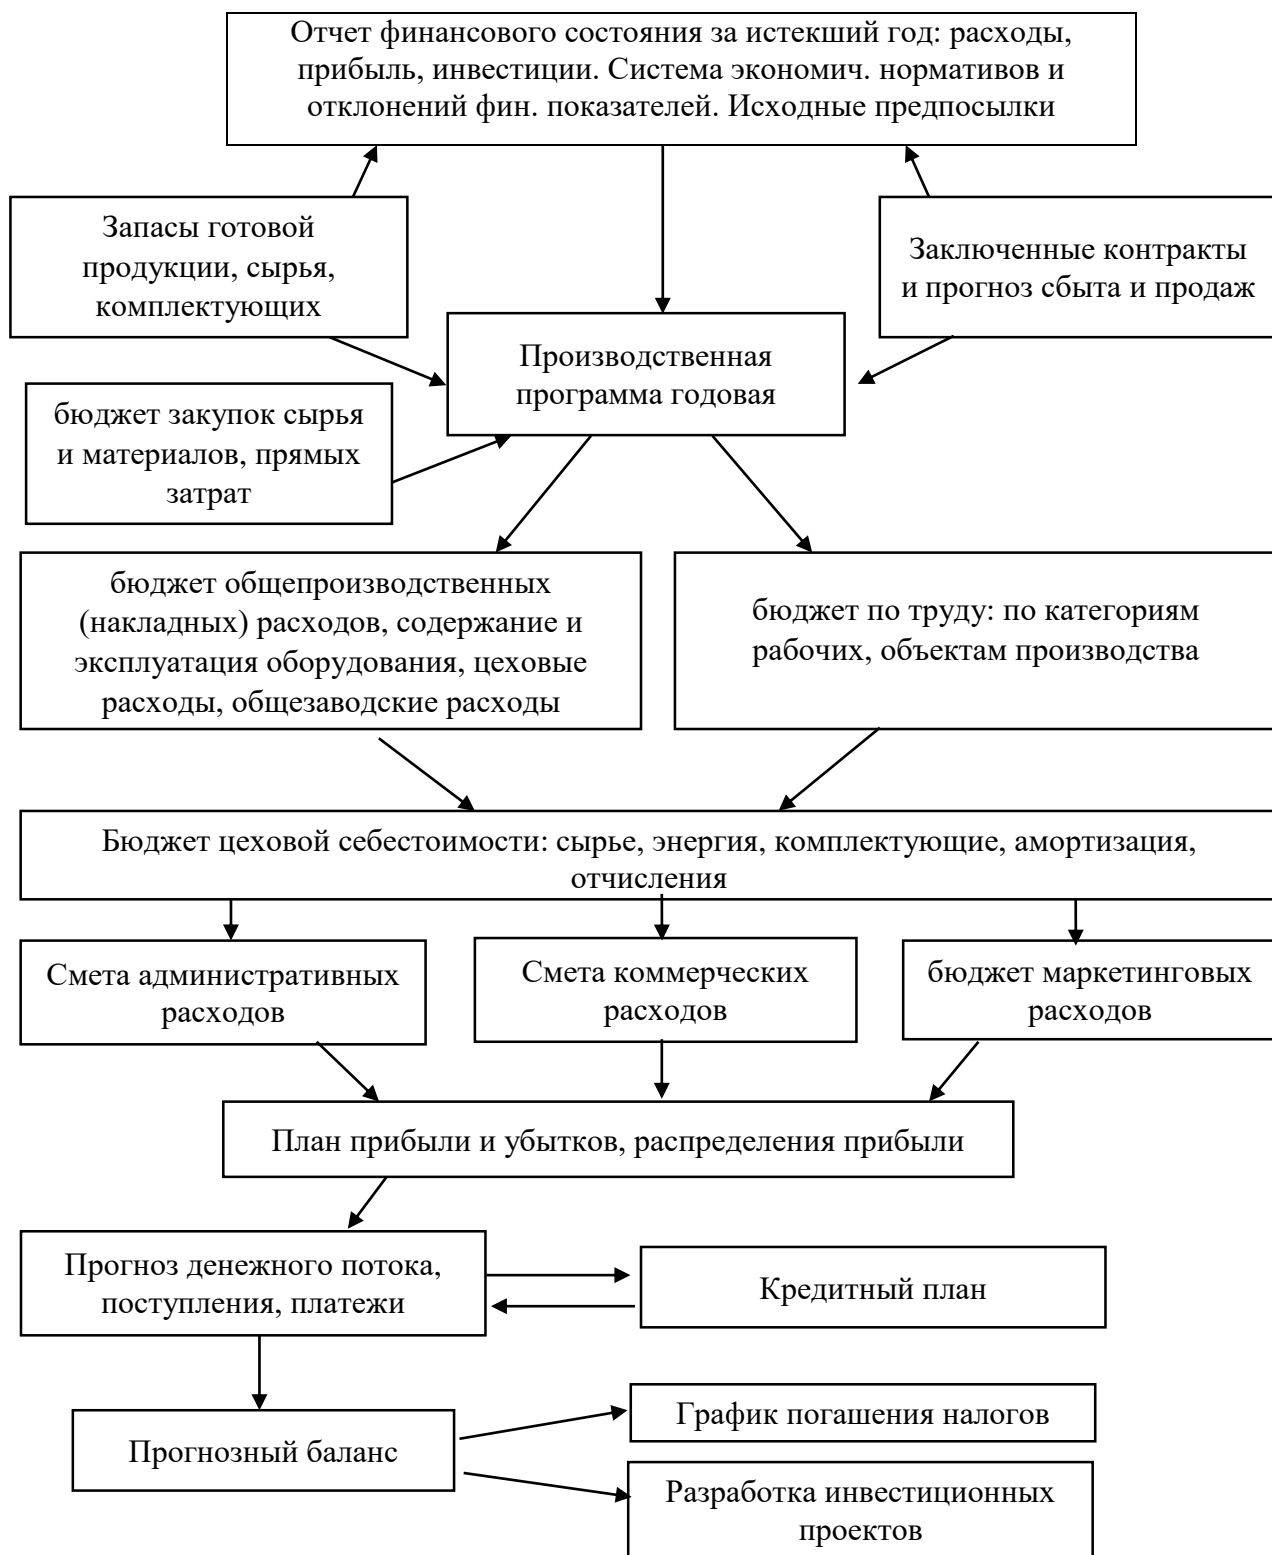 Отчет финансового состояния за истекший год: расходы,
прибыль, инвестиции. Система экономич. нормативов и
отклонений фин. показателей. Исходные предпосылки
Запасы готовой
продукции, сырья,
комплектующих
Заключенные контракты
и прогноз сбыта и продаж
Производственная
программа годовая
бюджет закупок сырья
и материалов, прямых
затрат
бюджет общепроизводственных
(накладных) расходов, содержание и
эксплуатация оборудования, цеховые
расходы, общезаводские расходы
бюджет по труду: по категориям
рабочих, объектам производства
Бюджет цеховой себестоимости: сырье, энергия, комплектующие, амортизация,
отчисления
Смета административных
расходов
Смета коммерческих
расходов
бюджет маркетинговых
расходов
План прибыли и убытков, распределения прибыли
Прогноз денежного потока,
поступления, платежи
Кредитный план
Прогнозный баланс
График погашения налогов
Разработка инвестиционных
проектов